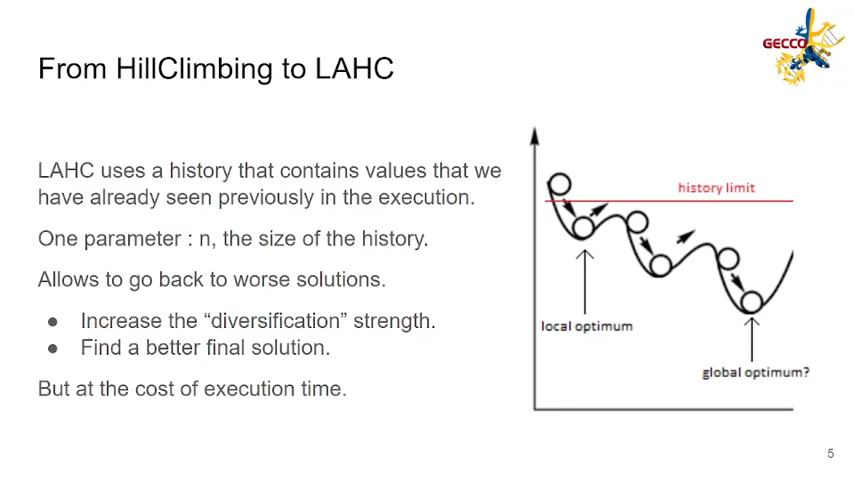 GECCO
From HillClimbing to LAHC
LAHC uses a history that contains values that we
have already seen previously in the execution.
One parameter : n, the size of the history.
Allows to go back to worse solutions.
● Increase the “diversification” strength.
● Find a better final solution.
But at the cost of execution time.
history limit
local optimum
global optimum?
5